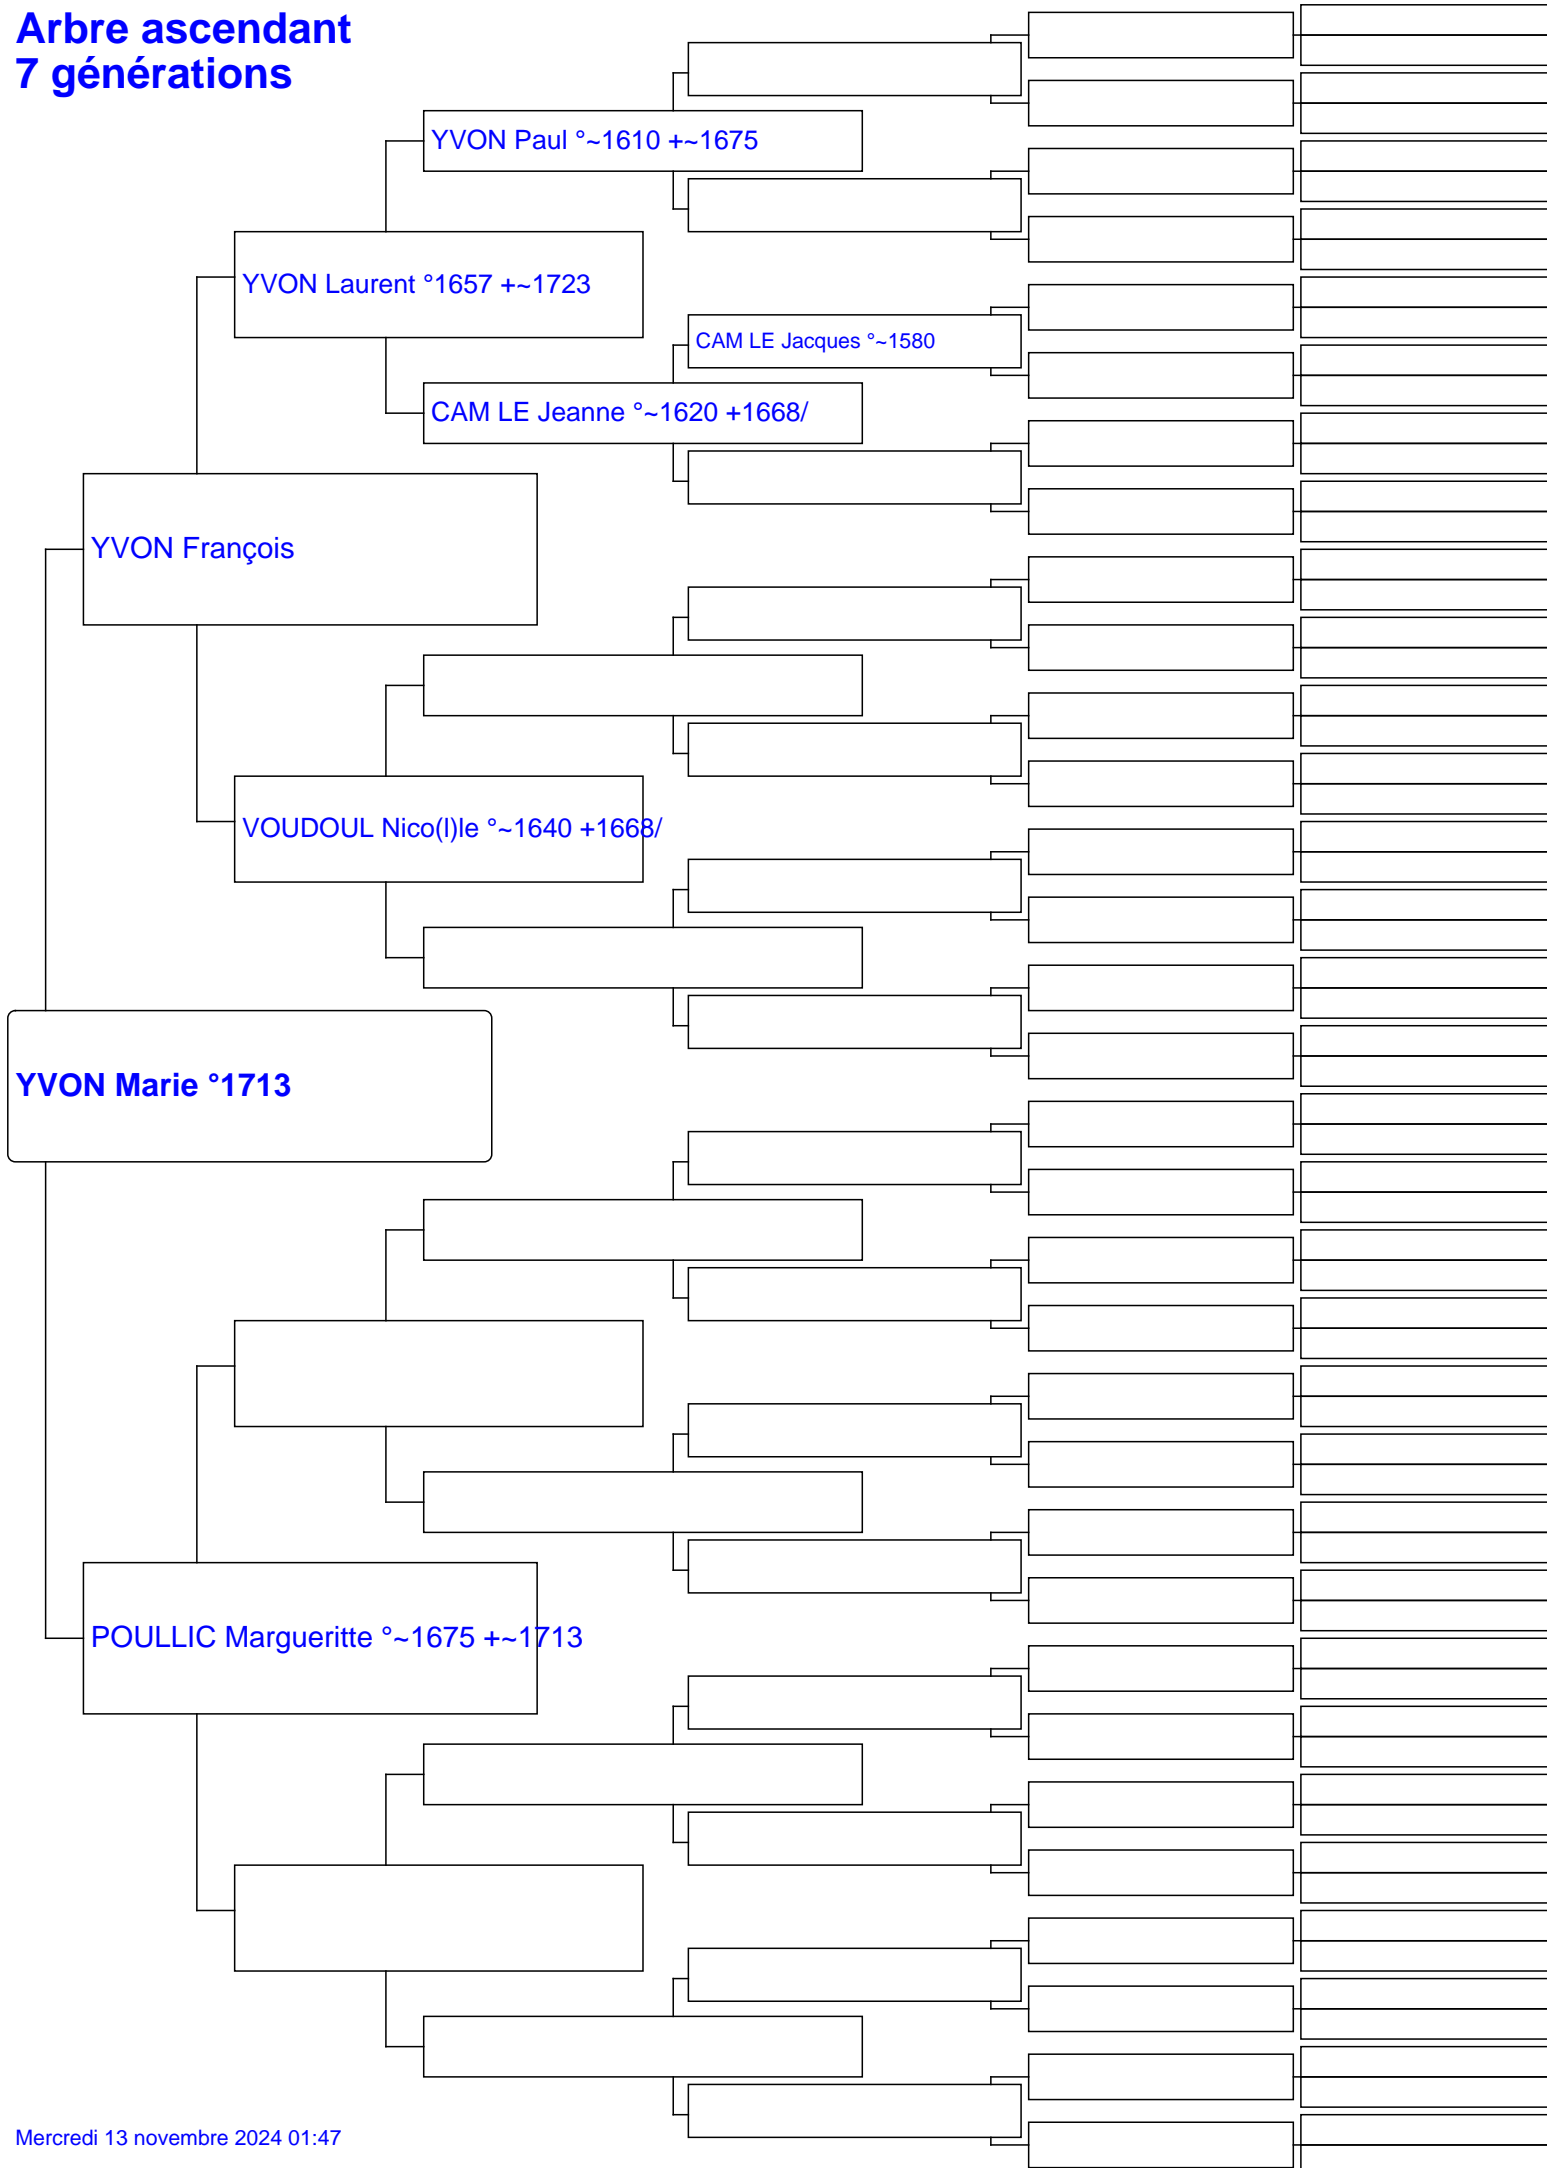 Arbre ascendant
7 générations
YVON Paul °~1610 +~1675
YVON Laurent °1657 +~1723
CAM LE Jacques °~1580
CAM LE Jeanne °~1620 +1668/
YVON François
VOUDOUL Nico(l)le °~1640 +1668/
YVON Marie °1713
POULLIC Margueritte °~1675 +~1713
Mercredi 13 novembre 2024 01:47